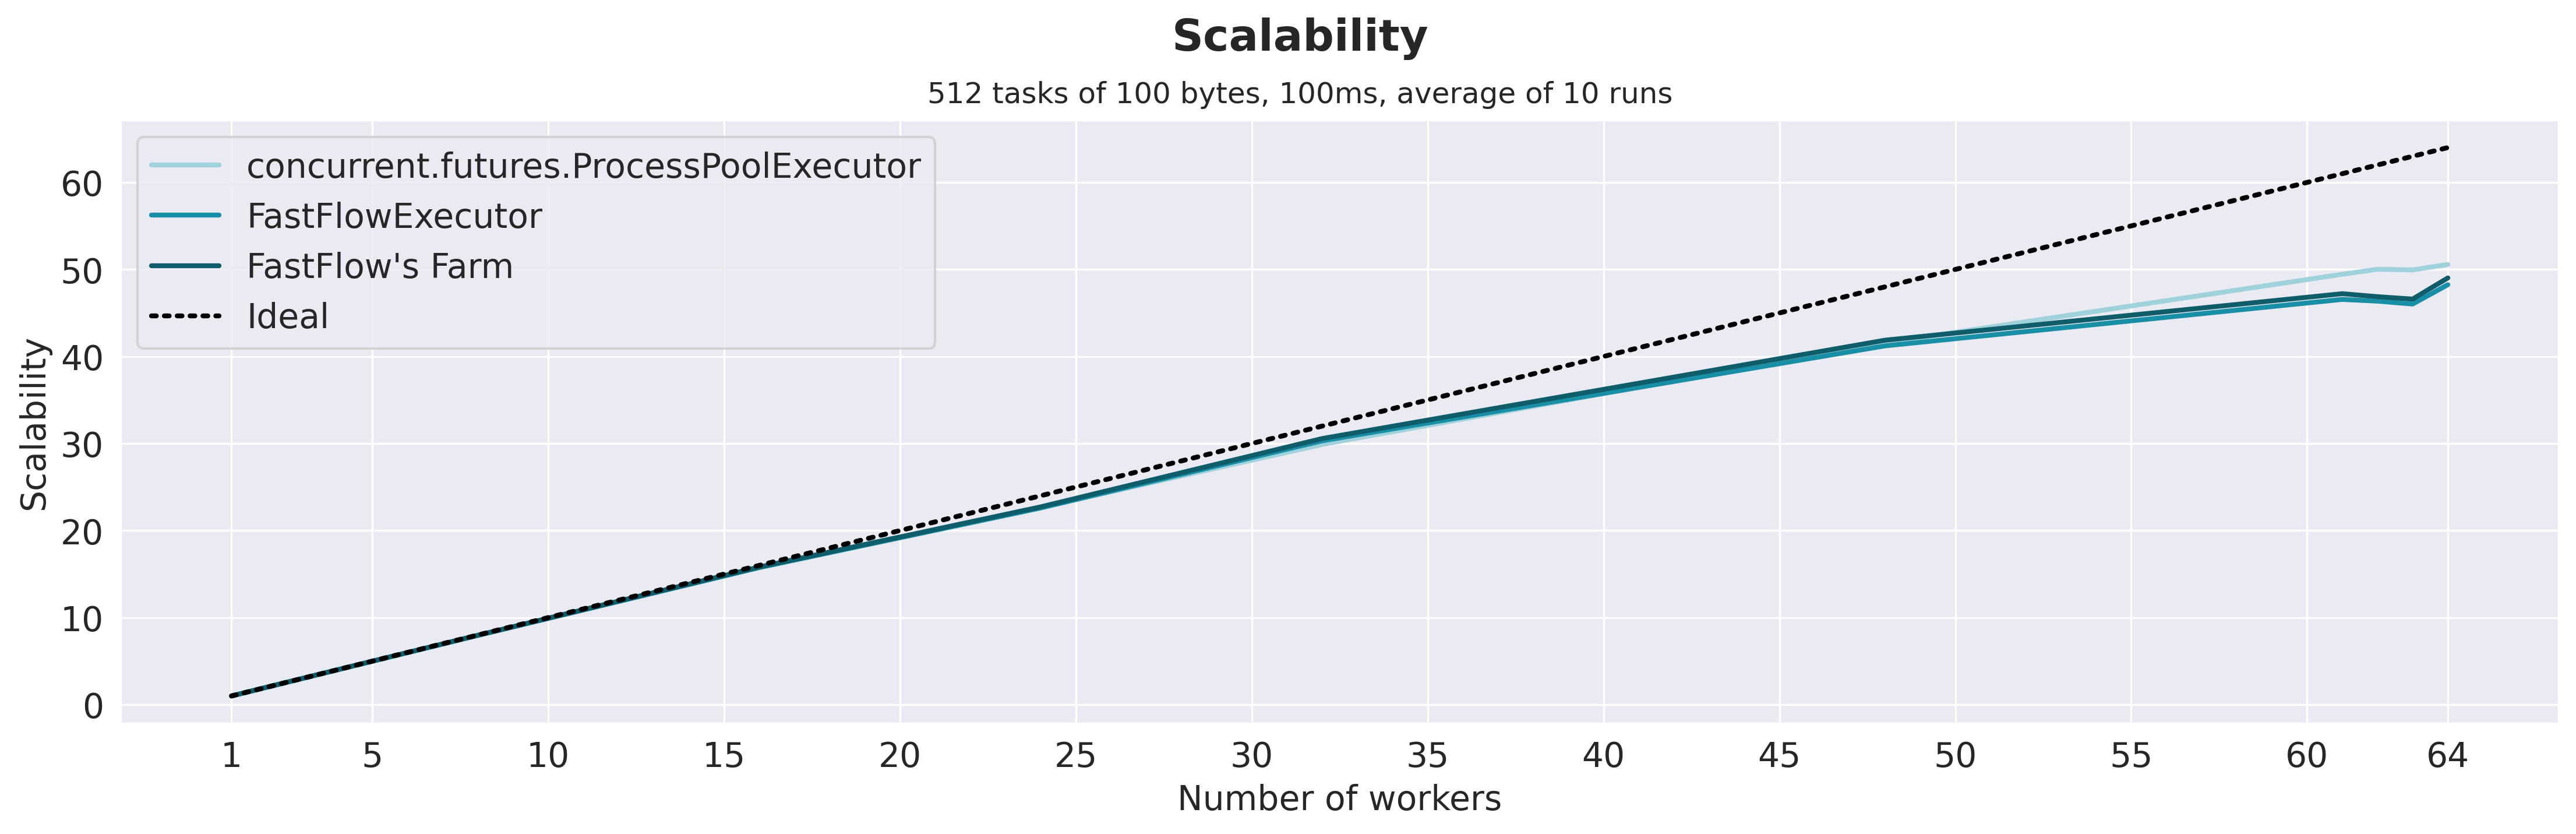 Scalability
512 tasks of 100 bytes, 100ms, average of 10 runs
concurrent.futures.ProcessPoolExecutor
FastFlowExecutor
FastFlow's Farm
Ideal
Scalability
60
50
40
30
20
10
0
1 5 10 15 20 25 30 35 40 45 50 55 60 64
Number of workers